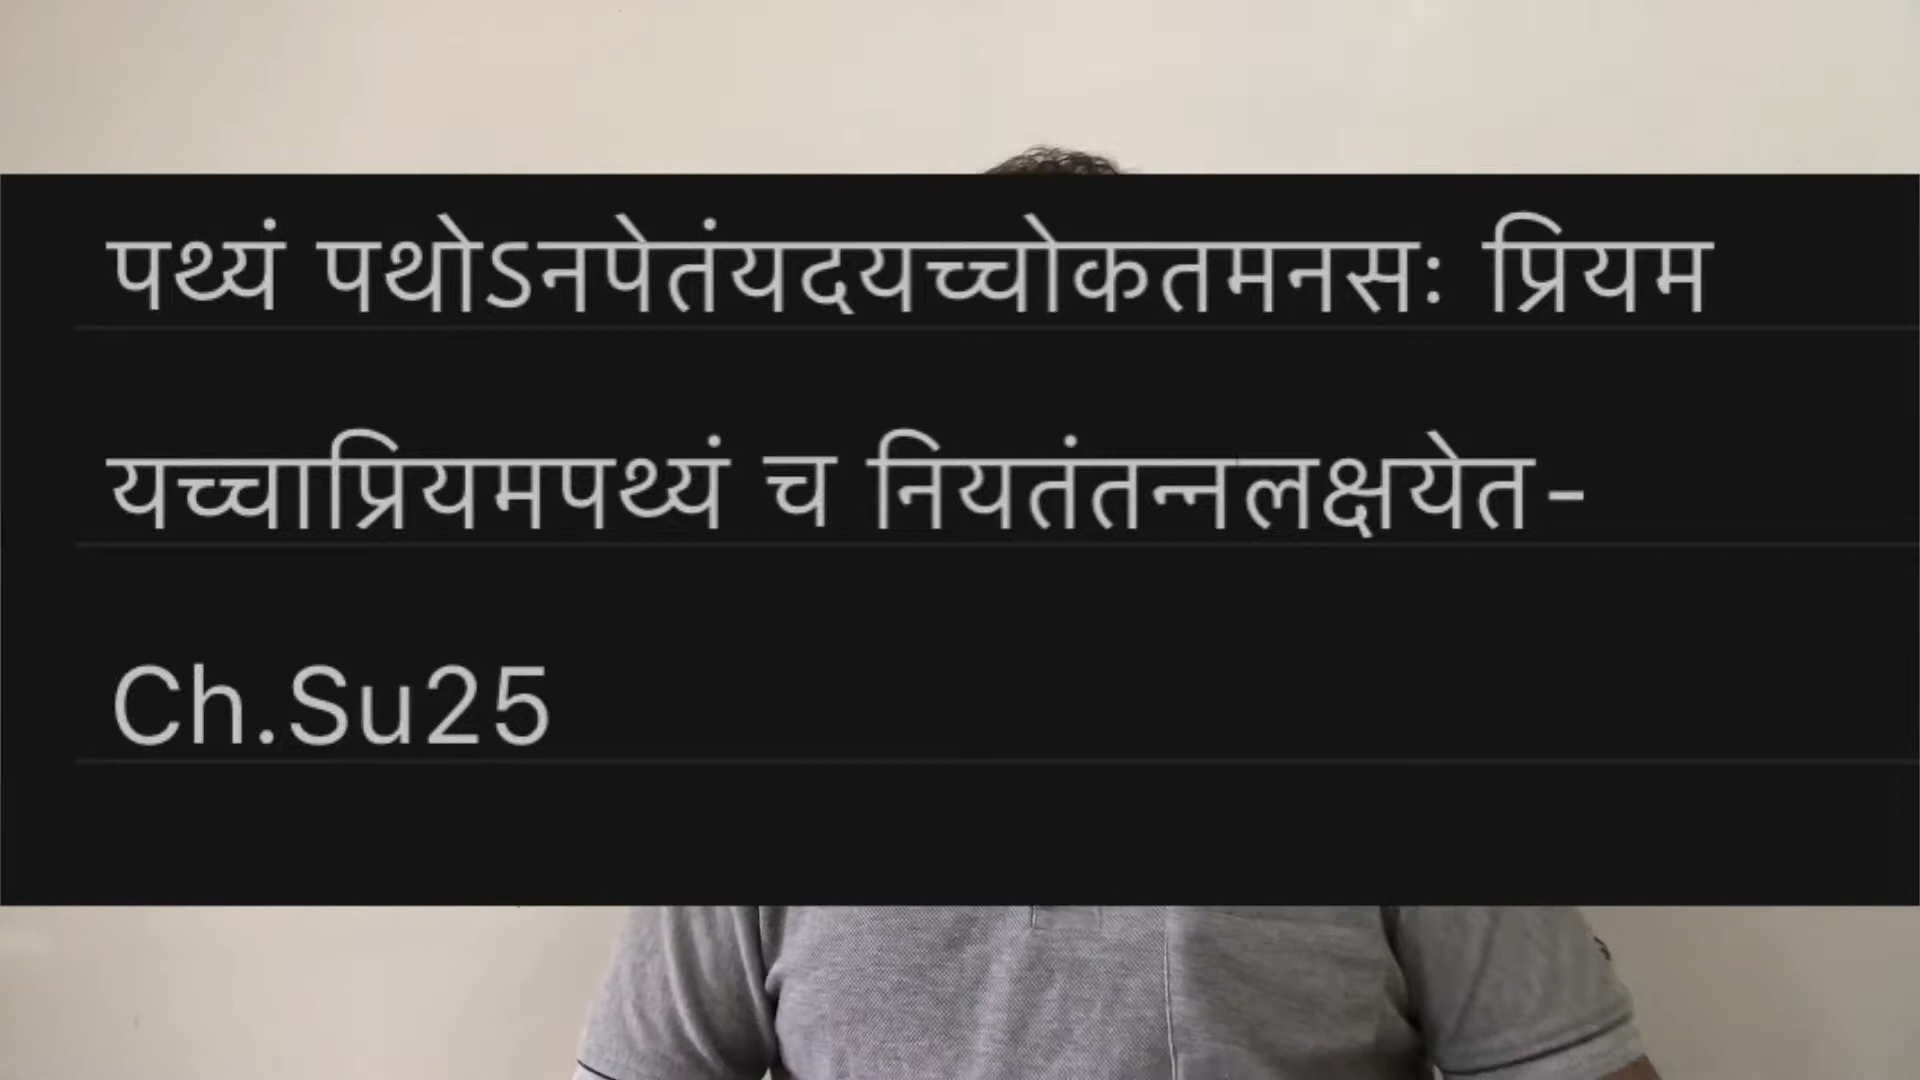 पथ्यं पथोऽनपेतंयदयच्चोकतमनसः प्रियम
यच्चाप्रियमपथ्यं च नियतंतन्नलक्षयेत-
Ch.Su25